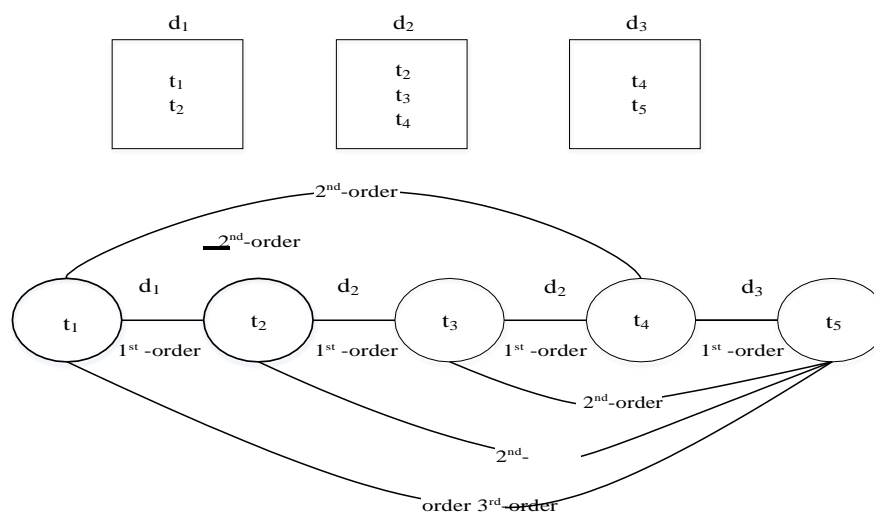 d₁ d₂ d₃
t₁
t₂
t₂
t₃
t₄
t₄
t₅
2ⁿᵈ-order
2ⁿᵈ-order
d₁ d₂ d₂ d₃
t₁ t₂ t₃ t₄ t₅
1ˢᵗ -order 1ˢᵗ -order 1ˢᵗ -order 1ˢᵗ -order
2ⁿᵈ-order
2ⁿᵈ-
order 3ʳᵈ-order